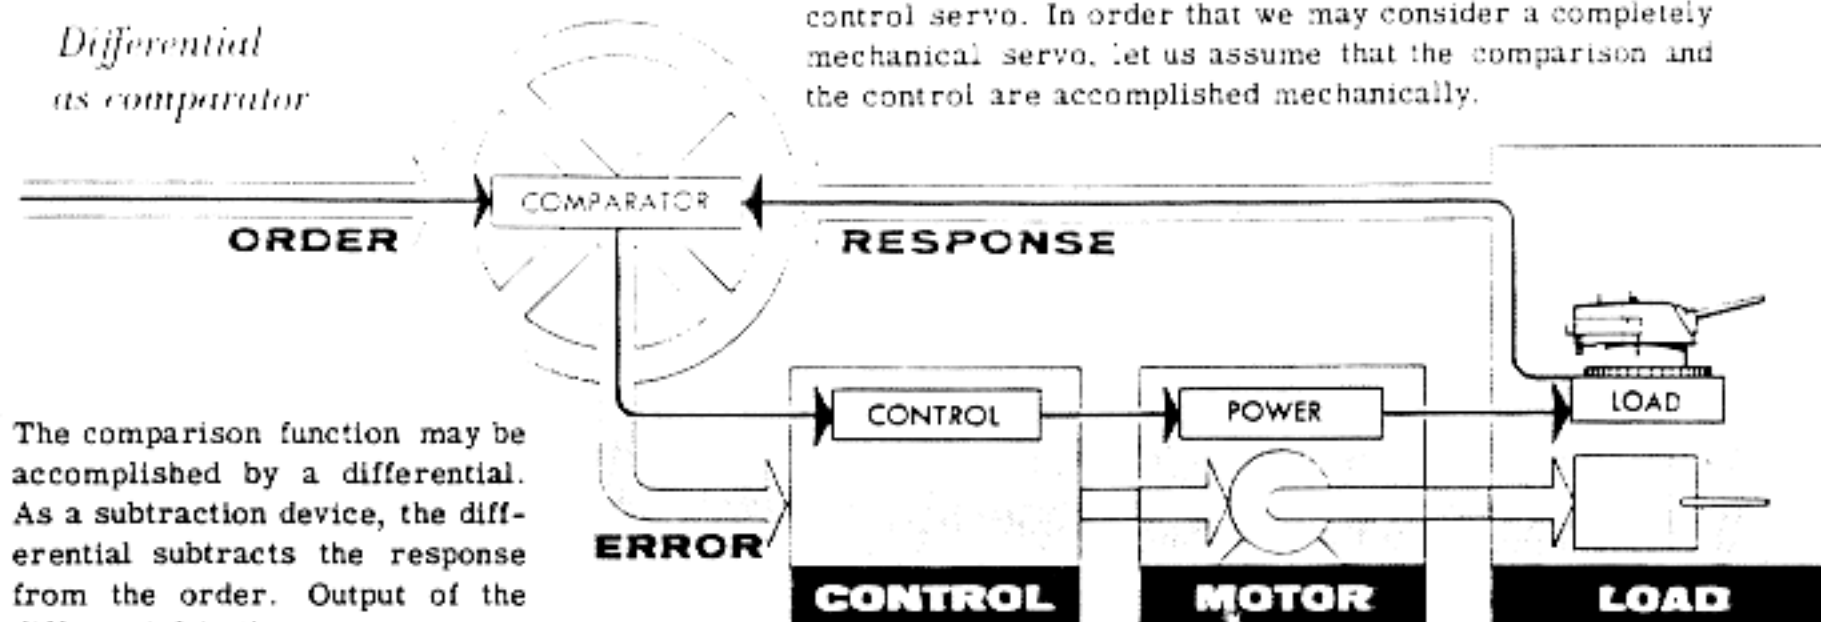 Differential
as comparator
control servo. In order that we may consider a completely
mechanical servo, let us assume that the comparison and
the control are accomplished mechanically.
COMPARATOR
ORDER
RESPONSE
CONTROL
POWER
LOAD
The comparison function may be
accomplished by a differential.
As a subtraction device, the diff-
erential subtracts the response
from the order. Output of the
ERROR
CONTROL
MOTOR
LOAD